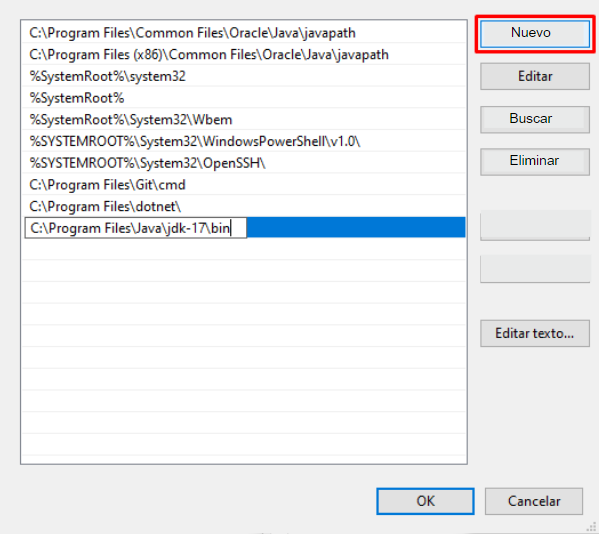 C:\Program Files\Common Files\Oracle\Java\javapath
C:\Program Files (x86)\Common Files\Oracle\Java\javapath
%SystemRoot%\system32
%SystemRoot%
%SystemRoot%\System32\Wbem
%SYSTEMROOT%\System32\WindowsPowerShell\v1.0\
%SYSTEMROOT%\System32\OpenSSH\
C:\Program Files\Git\cmd
C:\Program Files\dotnet\
C:\Program Files\Java\jdk-17\bin
Nuevo
Editar
Buscar
Eliminar
Editar texto...
OK
Cancelar